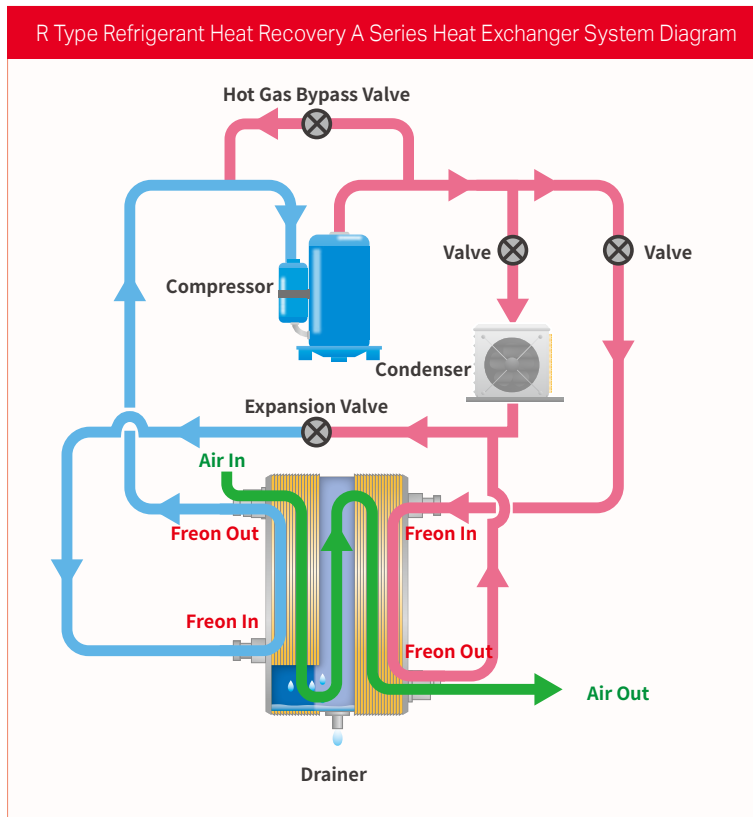 R Type Refrigerant Heat Recovery A Series Heat Exchanger System Diagram
Hot Gas Bypass Valve
Valve
Valve
Compressor
Condenser
Expansion Valve
Air In
Freon Out
Freon In
Freon In
Freon Out
Air Out
Drainer